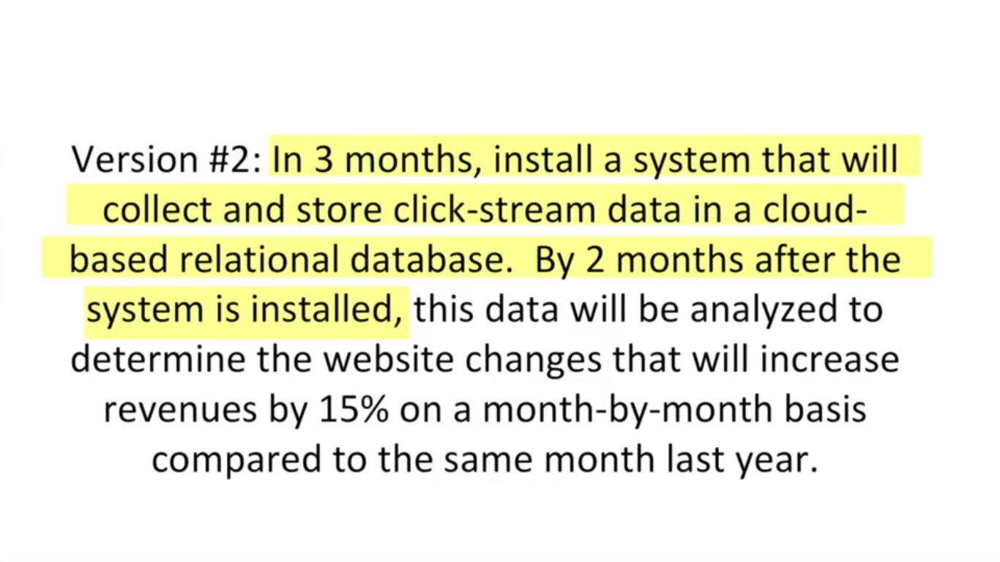 Version #2: In 3 months, install a system that will
collect and store click-stream data in a cloud-
based relational database.  By 2 months after the
system is installed, this data will be analyzed to
determine the website changes that will increase
revenues by 15% on a month-by-month basis
compared to the same month last year.